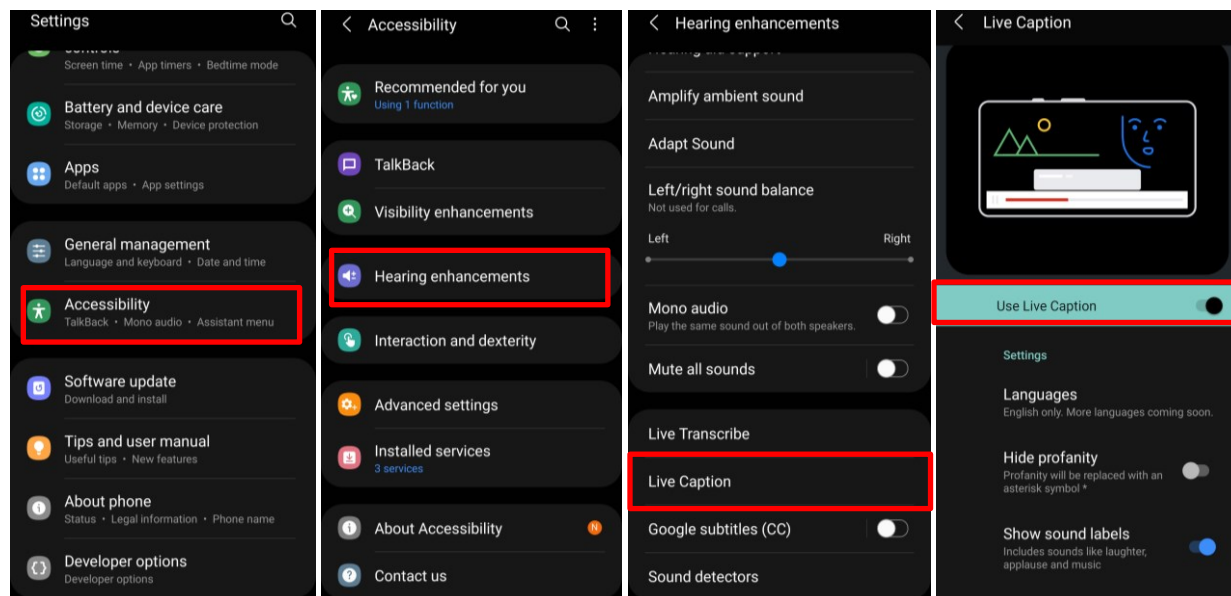 Settings
Screen time • App timers • Bedtime mode
Battery and device care
Storage • Memory • Device protection
Apps
Default apps • App settings
General management
Language and keyboard • Date and time
Accessibility
TalkBack • Mono audio • Assistant menu
Software update
Download and install
Tips and user manual
Useful tips • New features
About phone
Status • Legal information • Phone name
Developer options
Developer options
Accessibility
Recommended for you
Using 1 function
TalkBack
Visibility enhancements
Hearing enhancements
Interaction and dexterity
Advanced settings
Installed services
3 services
About Accessibility
N
Contact us
Hearing enhancements
Amplify ambient sound
Adapt Sound
Left/right sound balance
Not used for calls.
Left Right
Mono audio
Play the same sound out of both speakers.
Mute all sounds
Live Transcribe
Live Caption
Google subtitles (CC)
Sound detectors
Live Caption
Use Live Caption
Settings
Languages
English only. More languages coming soon.
Hide profanity
Profanity will be replaced with an
asterisk symbol *
Show sound labels
Includes sounds like laughter,
applause and music